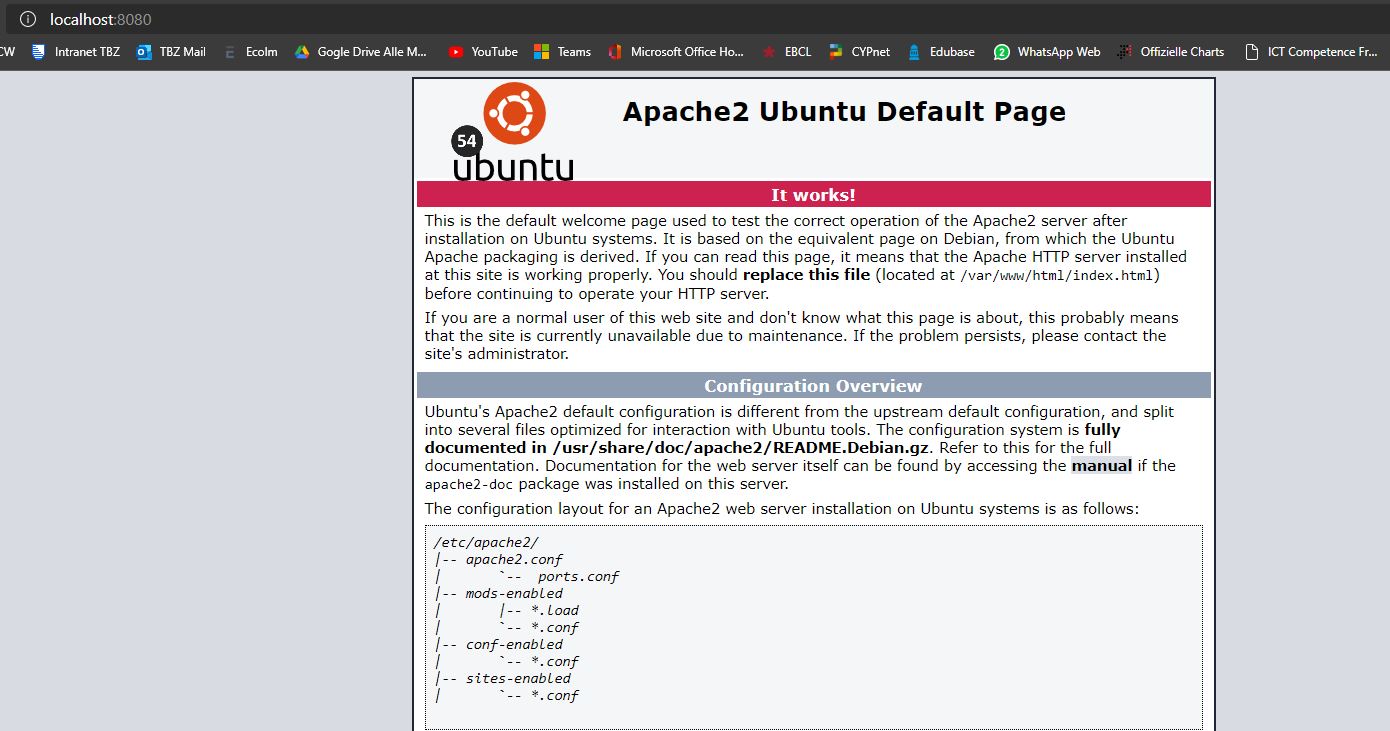 localhost:8080
CW Intranet TBZ TBZ Mail Ecolm Gogle Drive Alle M... YouTube Teams Microsoft Office Ho... EBCL CYPnet Edubase 2 WhatsApp Web Offizielle Charts ICT Competence Fr...
Apache2 Ubuntu Default Page
54
ubuntu
It works!
This is the default welcome page used to test the correct operation of the Apache2 server after
installation on Ubuntu systems. It is based on the equivalent page on Debian, from which the Ubuntu
Apache packaging is derived. If you can read this page, it means that the Apache HTTP server installed
at this site is working properly. You should replace this file (located at /var/www/html/index.html)
before continuing to operate your HTTP server.
If you are a normal user of this web site and don't know what this page is about, this probably means
that the site is currently unavailable due to maintenance. If the problem persists, please contact the
site's administrator.
Configuration Overview
Ubuntu's Apache2 default configuration is different from the upstream default configuration, and split
into several files optimized for interaction with Ubuntu tools. The configuration system is fully
documented in /usr/share/doc/apache2/README.Debian.gz. Refer to this for the full
documentation. Documentation for the web server itself can be found by accessing the manual if the
apache2-doc package was installed on this server.
The configuration layout for an Apache2 web server installation on Ubuntu systems is as follows:
/etc/apache2/
|-- apache2.conf
|       `--  ports.conf
|-- mods-enabled
|       |-- *.load
|       `-- *.conf
|-- conf-enabled
|       `-- *.conf
|-- sites-enabled
|       `-- *.conf